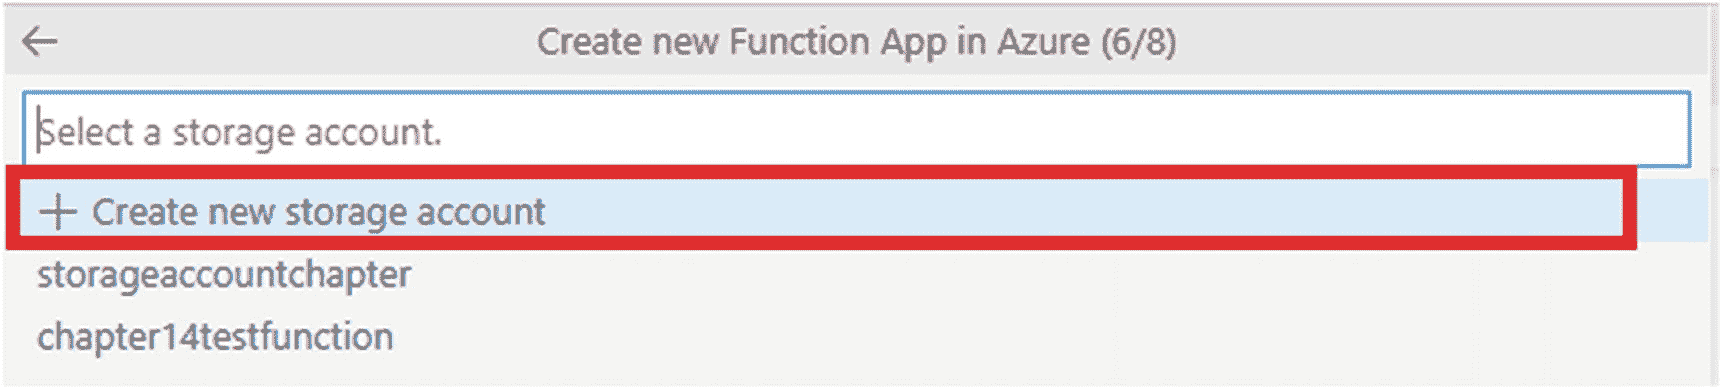 Create new Function App in Azure (6/8)
Select a storage account.
+ Create new storage account
storageaccountchapter
chapter14testfunction